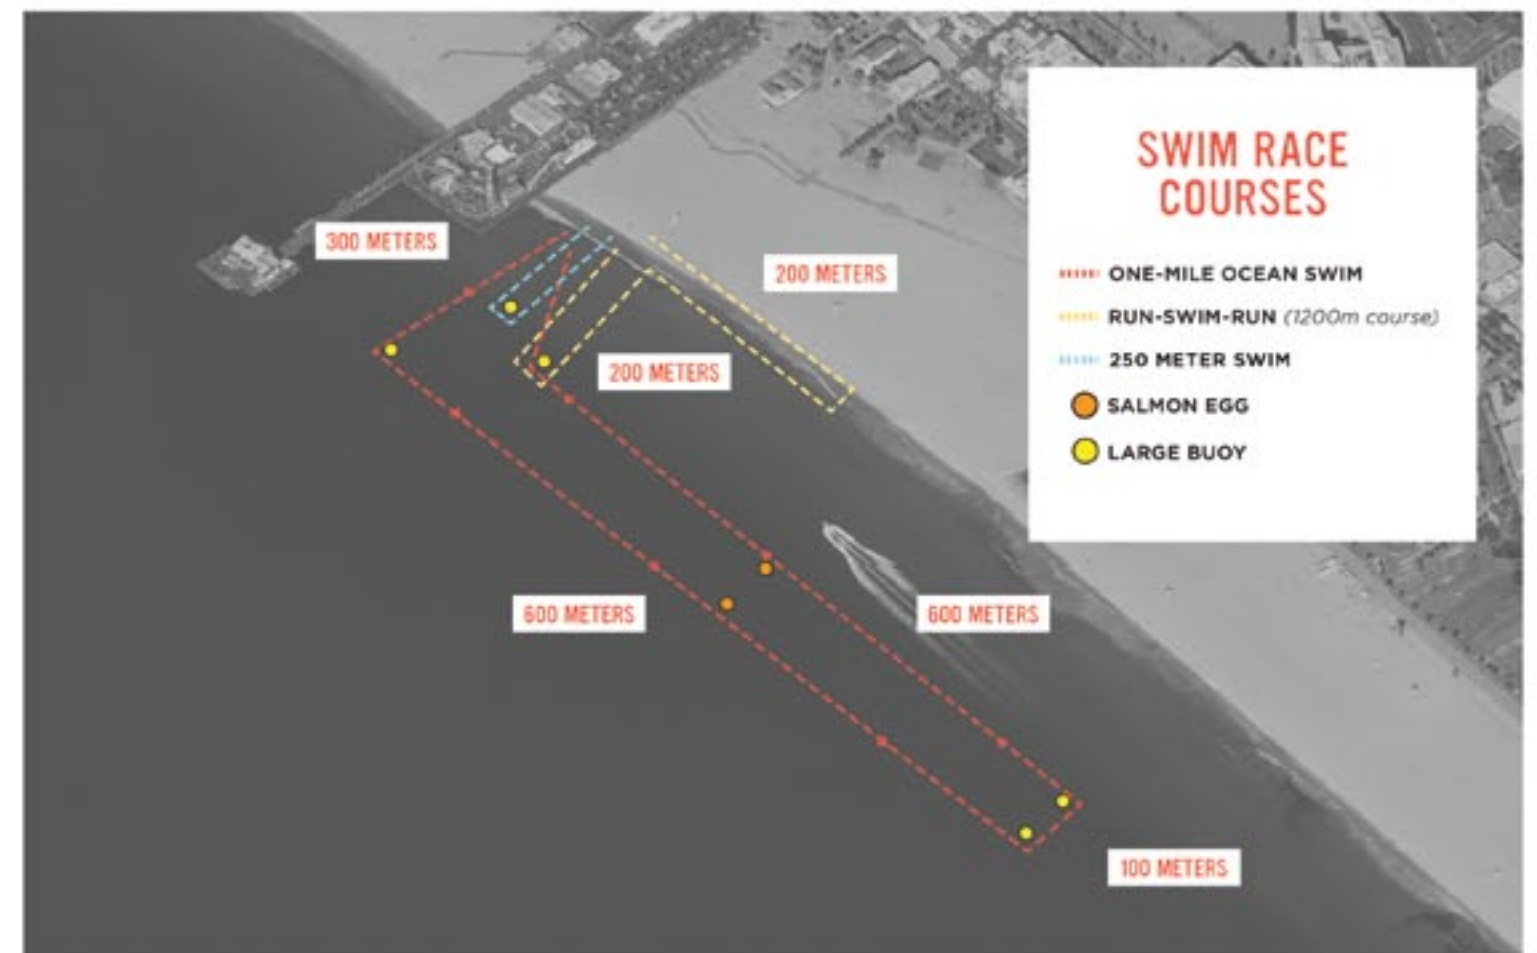 SWIM RACE
COURSES
ONE-MILE OCEAN SWIM
RUN-SWIM-RUN (1200m course)
250 METER SWIM
SALMON EGG
LARGE BUOY
300 METERS
200 METERS
200 METERS
600 METERS
600 METERS
100 METERS